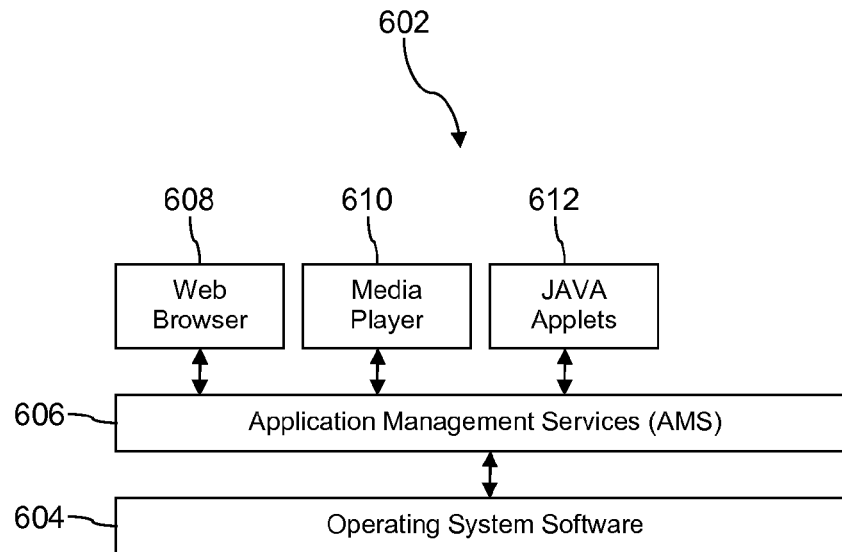 602
608
610
612
Web
Browser
Media
Player
JAVA
Applets
606
Application Management Services (AMS)
604
Operating System Software